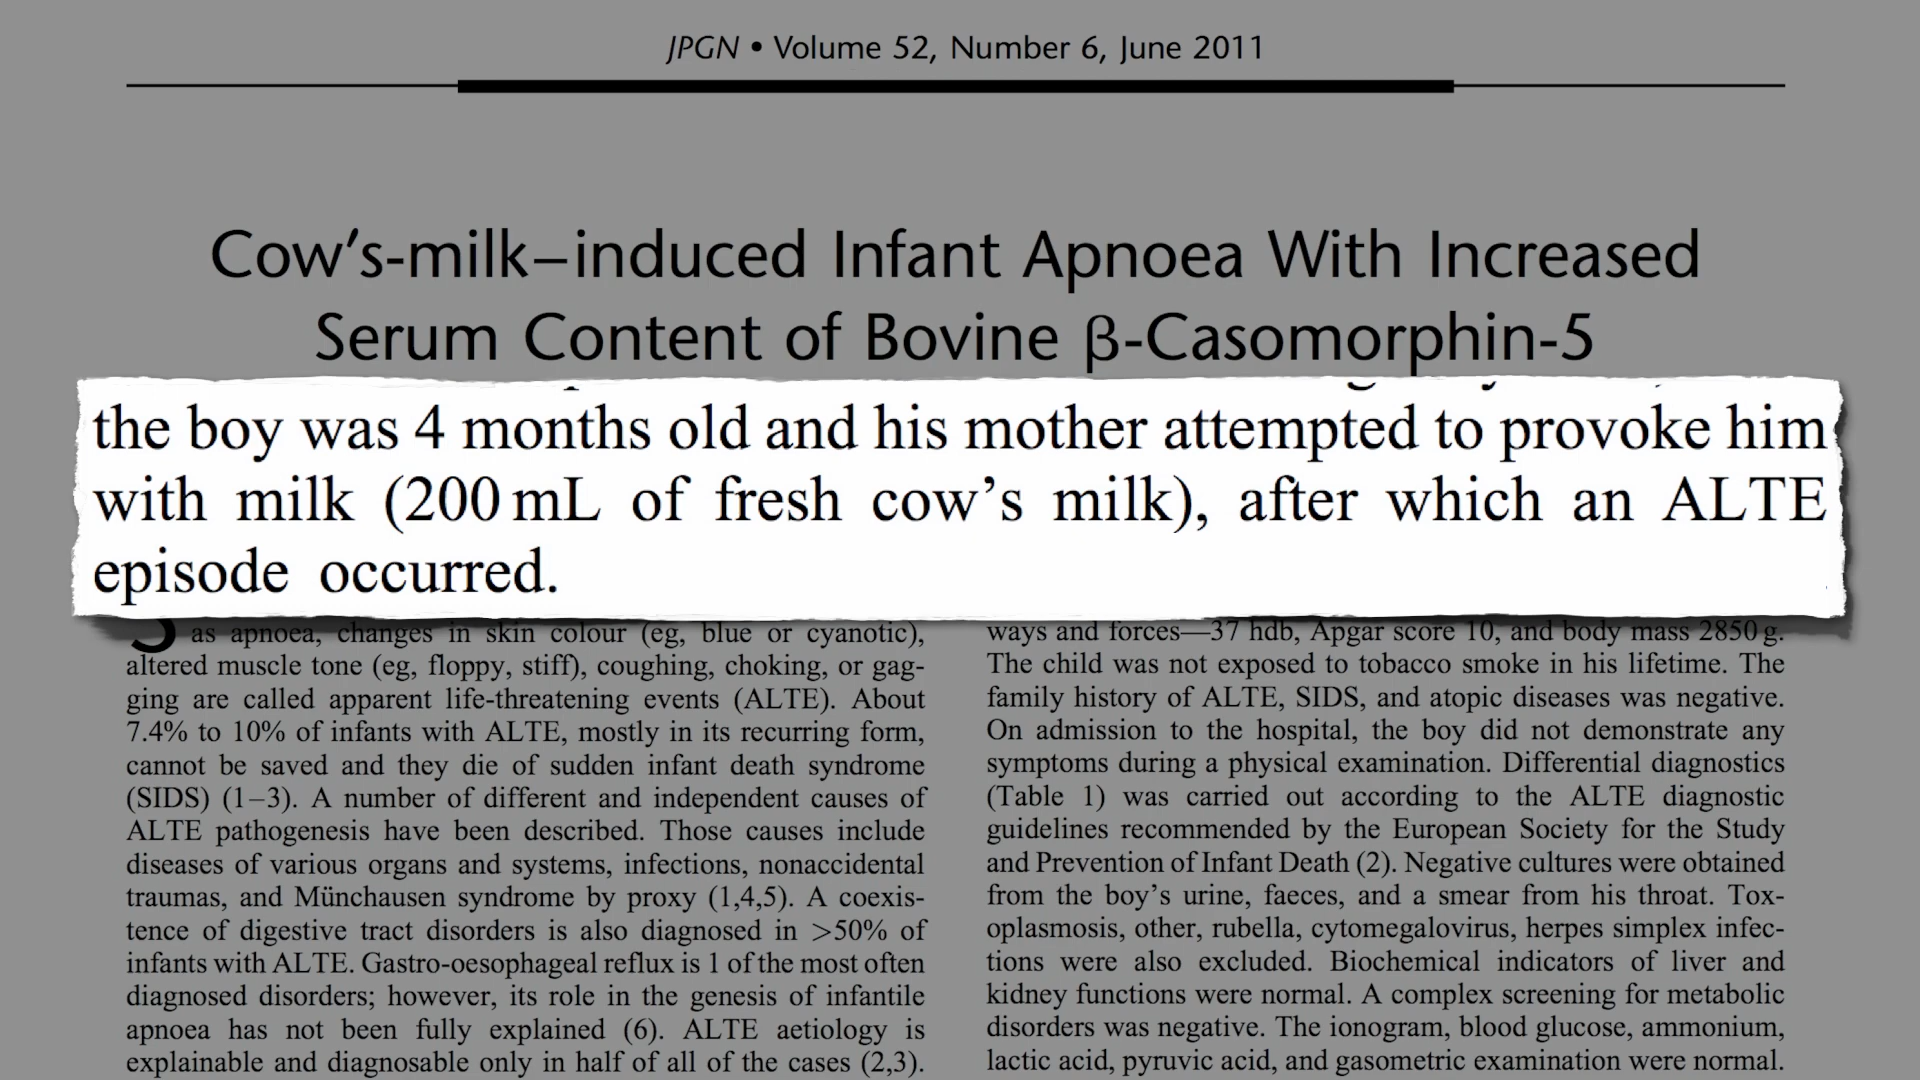 JPGN • Volume 52, Number 6, June 2011
Cow's-milk–induced Infant Apnoea With Increased
Serum Content of Bovine β-Casomorphin-5
the boy was 4 months old and his mother attempted to provoke him
with milk (200 mL of fresh cow's milk), after which an ALTE
episode occurred.
as apnoea, changes in skin colour (eg, blue or cyanotic),
altered muscle tone (eg, floppy, stiff), coughing, choking, or gag-
ging are called apparent life-threatening events (ALTE). About
7.4% to 10% of infants with ALTE, mostly in its recurring form,
cannot be saved and they die of sudden infant death syndrome
(SIDS) (1–3). A number of different and independent causes of
ALTE pathogenesis have been described. Those causes include
diseases of various organs and systems, infections, nonaccidental
traumas, and Münchausen syndrome by proxy (1,4,5). A coexis-
tence of digestive tract disorders is also diagnosed in >50% of
infants with ALTE. Gastro-oesophageal reflux is 1 of the most often
diagnosed disorders; however, its role in the genesis of infantile
apnoea has not been fully explained (6). ALTE aetiology is
explainable and diagnosable only in half of all of the cases (2,3).
ways and forces—37 hdb, Apgar score 10, and body mass 2850 g.
The child was not exposed to tobacco smoke in his lifetime. The
family history of ALTE, SIDS, and atopic diseases was negative.
On admission to the hospital, the boy did not demonstrate any
symptoms during a physical examination. Differential diagnostics
(Table 1) was carried out according to the ALTE diagnostic
guidelines recommended by the European Society for the Study
and Prevention of Infant Death (2). Negative cultures were obtained
from the boy's urine, faeces, and a smear from his throat. Tox-
oplasmosis, other, rubella, cytomegalovirus, herpes simplex infec-
tions were also excluded. Biochemical indicators of liver and
kidney functions were normal. A complex screening for metabolic
disorders was negative. The ionogram, blood glucose, ammonium,
lactic acid, pyruvic acid, and gasometric examination were normal.